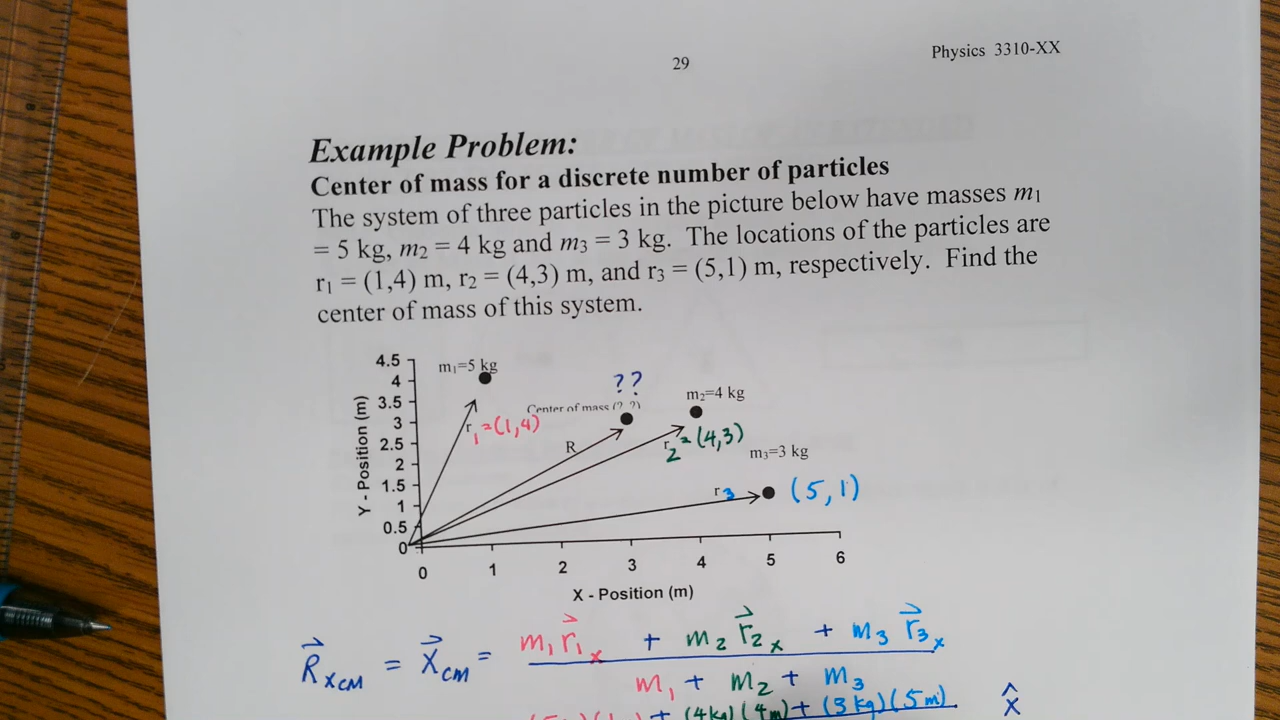 29
Physics 3310-XX
Example Problem:
Center of mass for a discrete number of particles
The system of three particles in the picture below have masses m1
= 5 kg, m2 = 4 kg and m3 = 3 kg. The locations of the particles are
r1 = (1,4) m, r2 = (4,3) m, and r3 = (5,1) m, respectively. Find the
center of mass of this system.
Y - Position (m)
4.5
4
3.5
3
2.5
2
1.5
1
0.5
0
m1=5 kg
??
Center of mass (?,?)
m2=4 kg
r1=(1,4)
R
r2=(4,3)
m3=3 kg
r3
(5,1)
0 1 2 3 4 5 6
X - Position (m)
R⃗xcm = X⃗cm = m1 r⃗1x + m2 r⃗2x + m3 r⃗3x
m1 + m2 + m3
+ (4kg)(4m) + (3kg)(5m) x̂